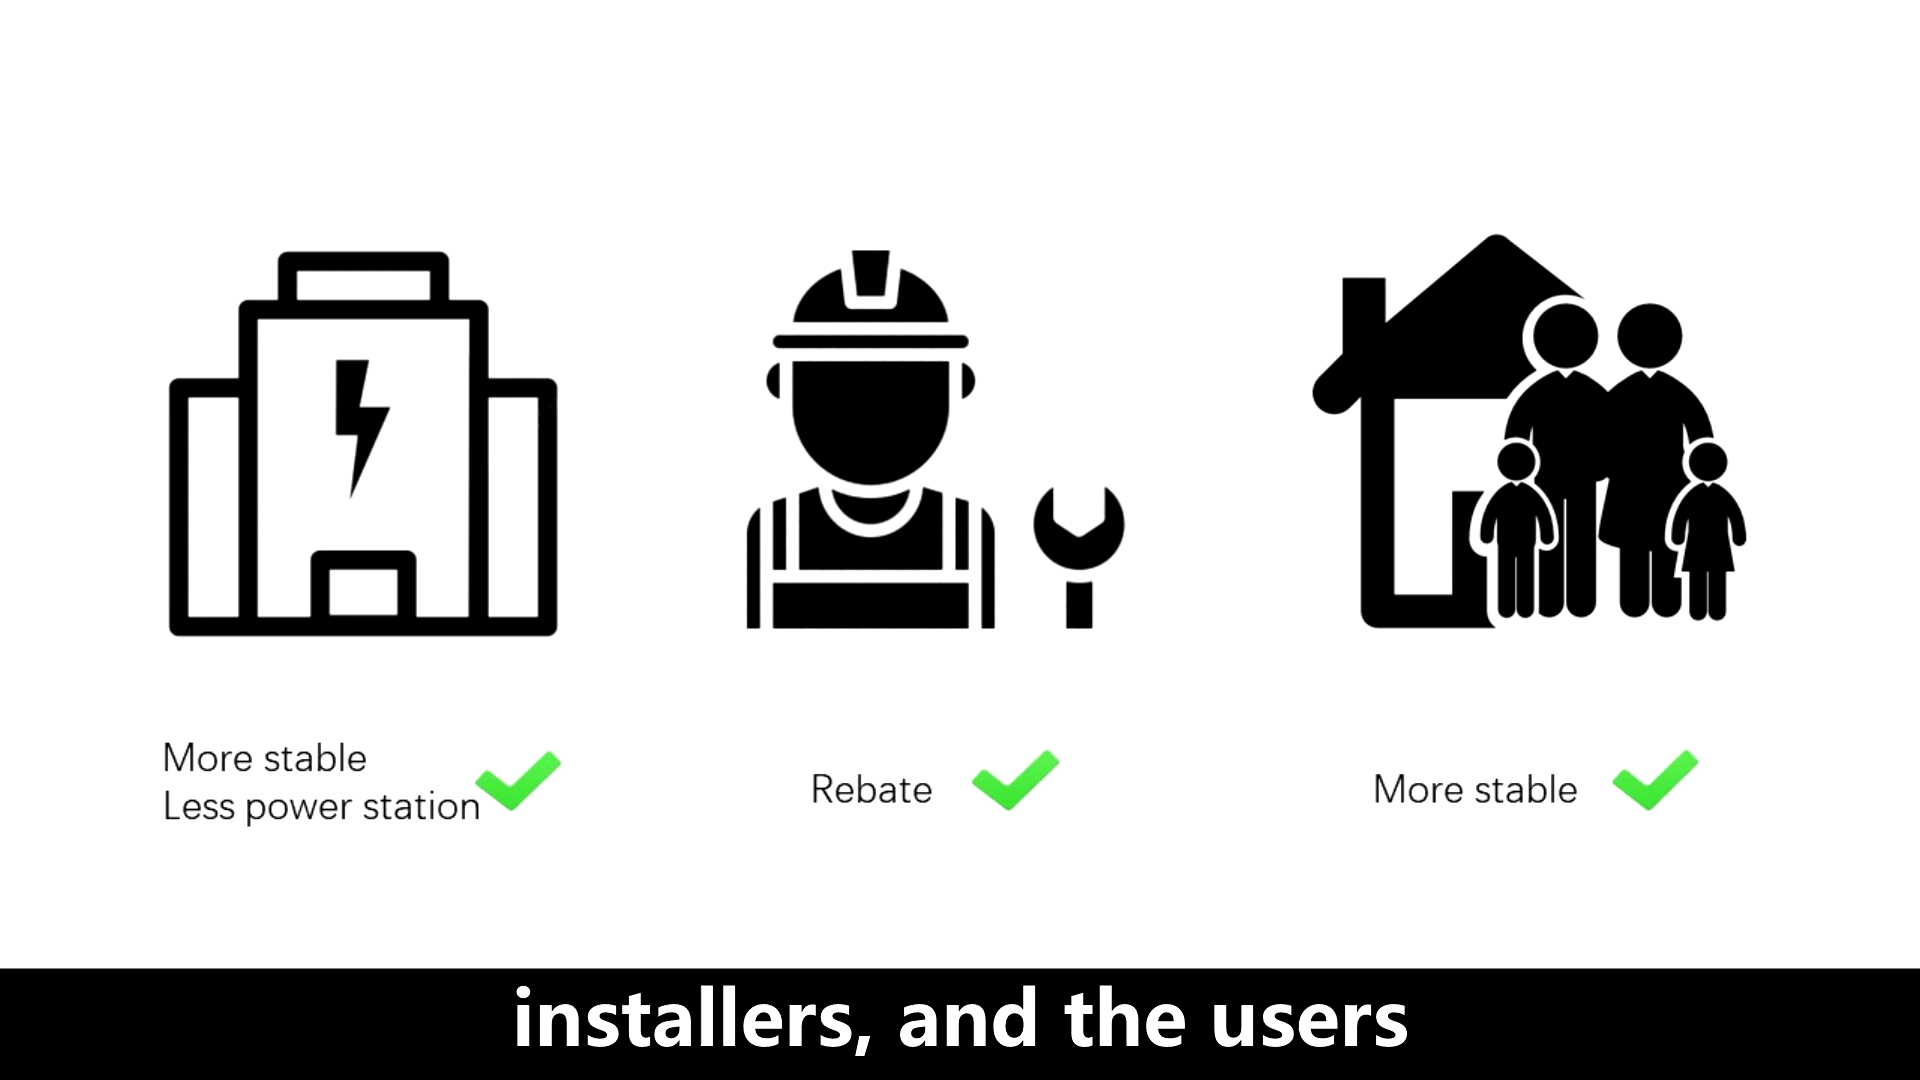 More stable
Less power station
Rebate
More stable
installers, and the users